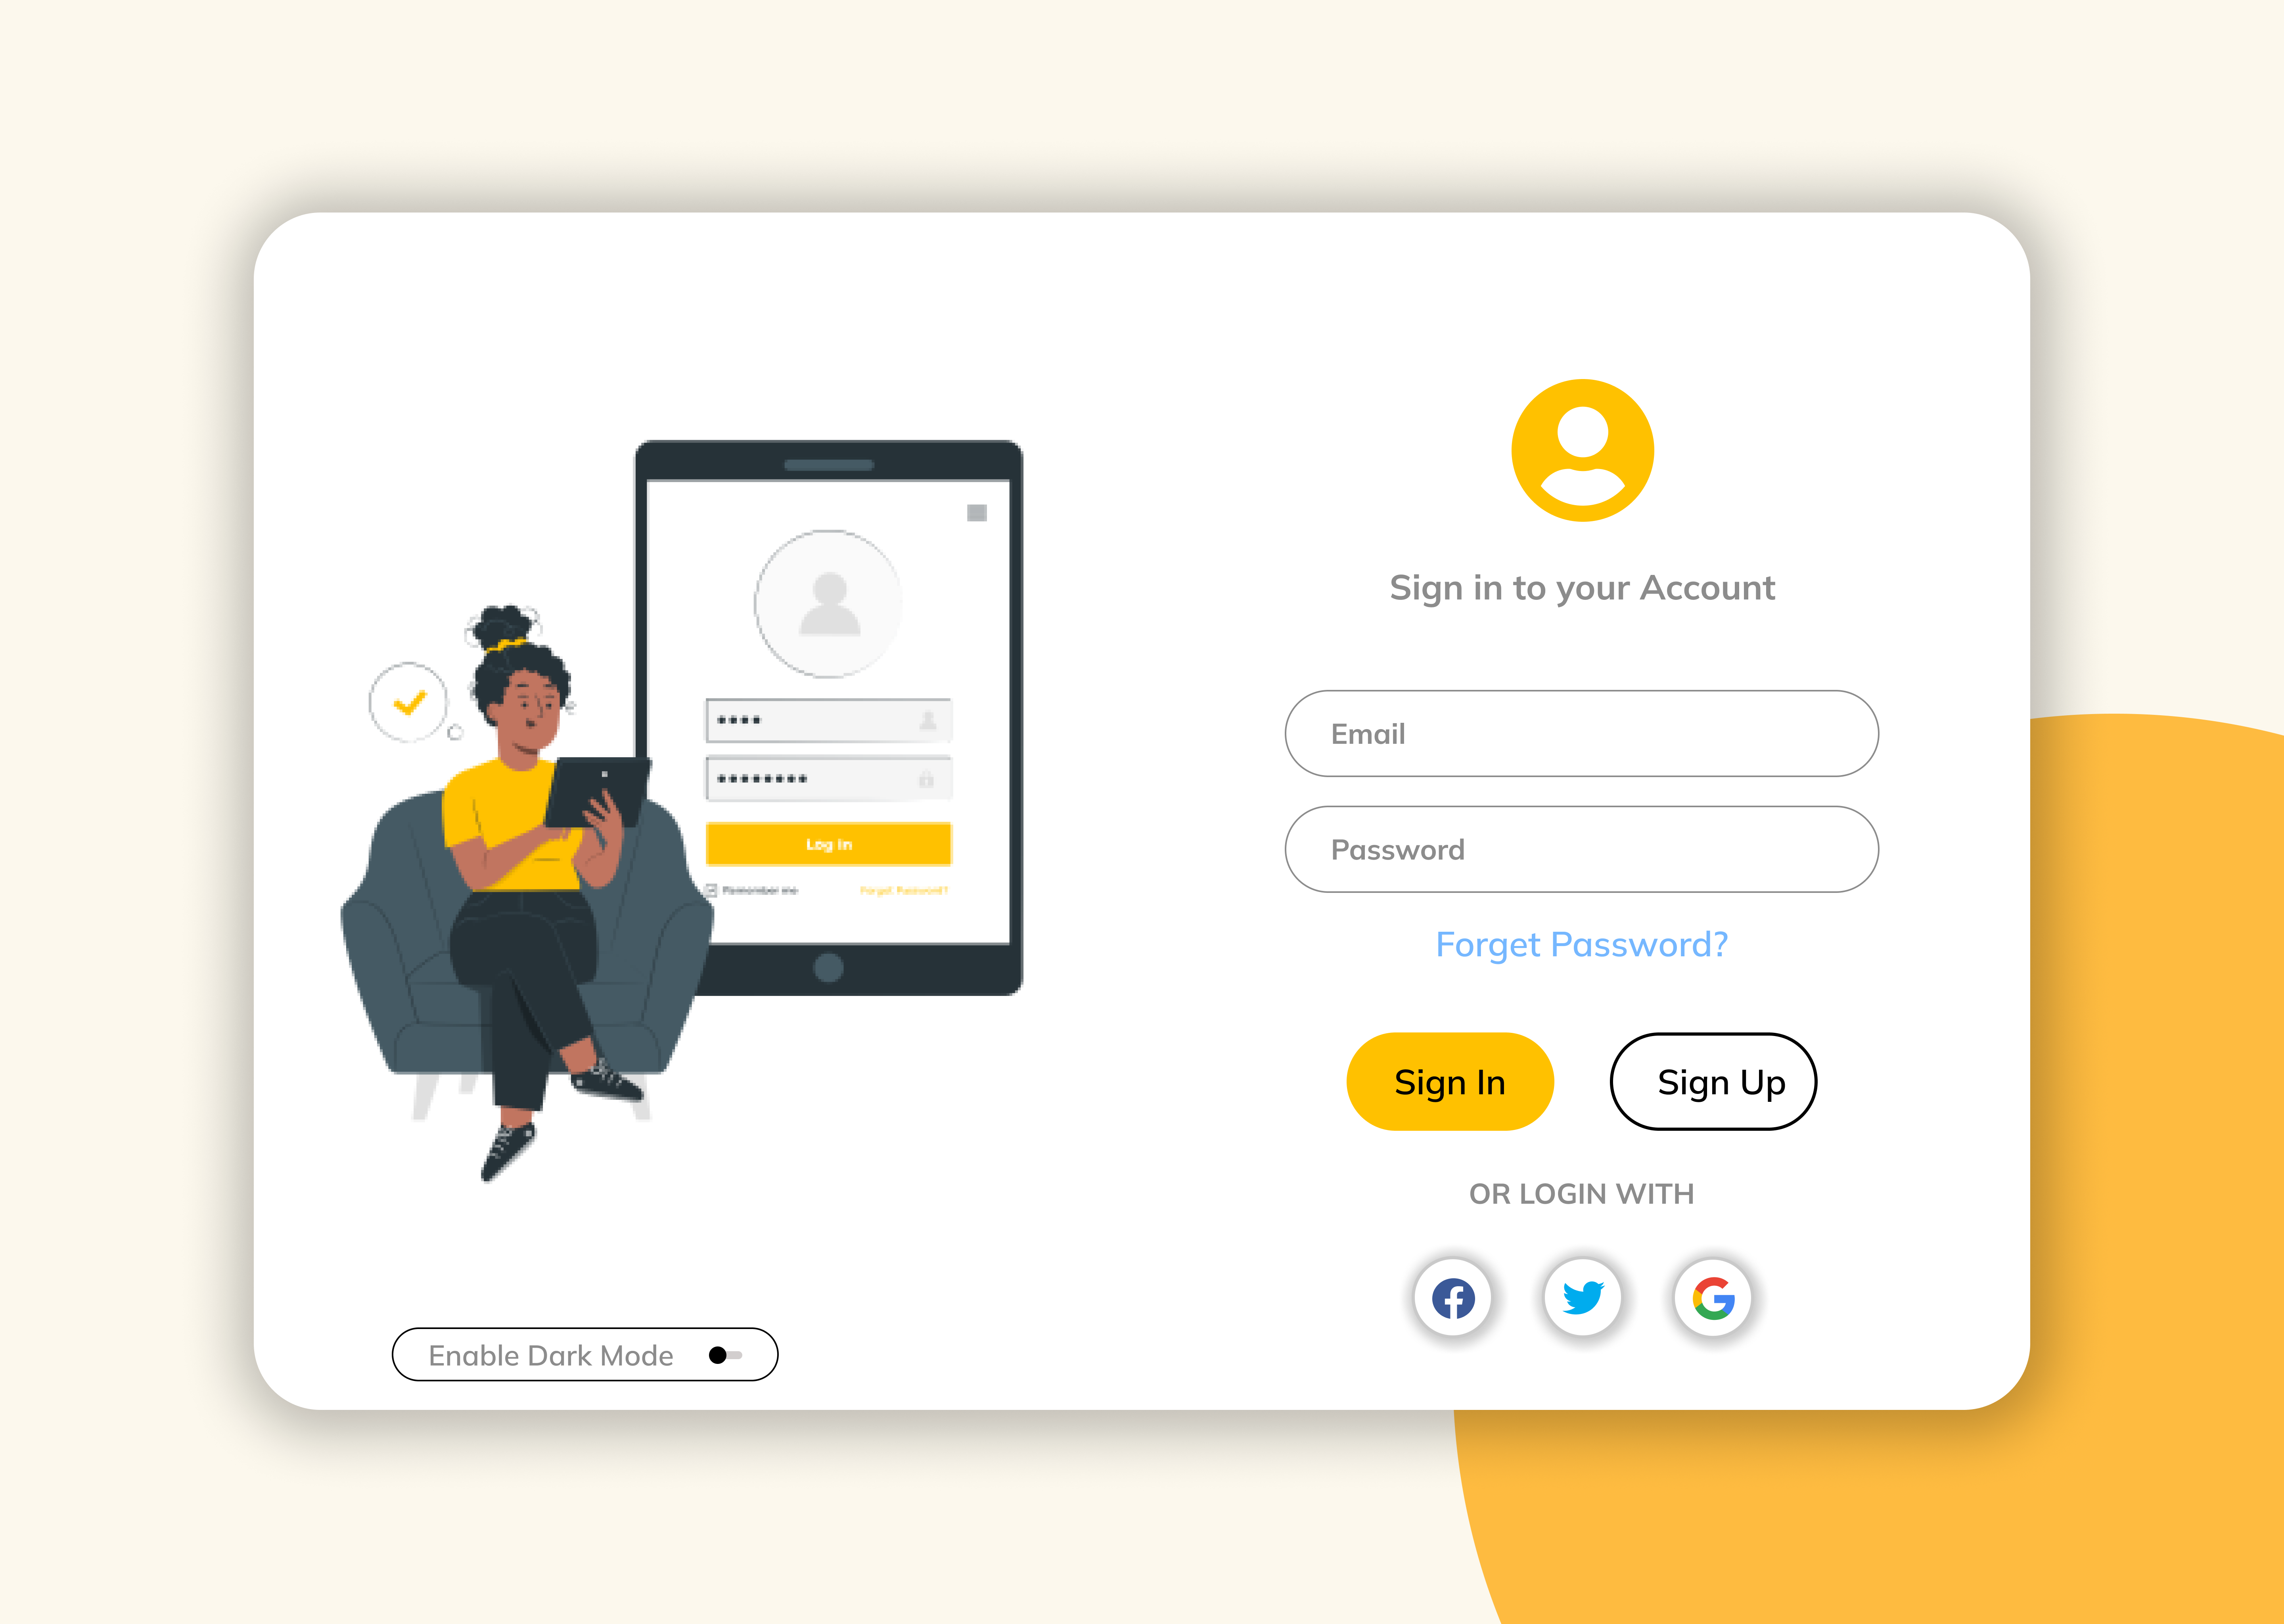 Sign in to your Account
Email
Password
Forget Password?
Sign In
Sign Up
OR LOGIN WITH
Log in
Remember me
Forget Password?
Enable Dark Mode